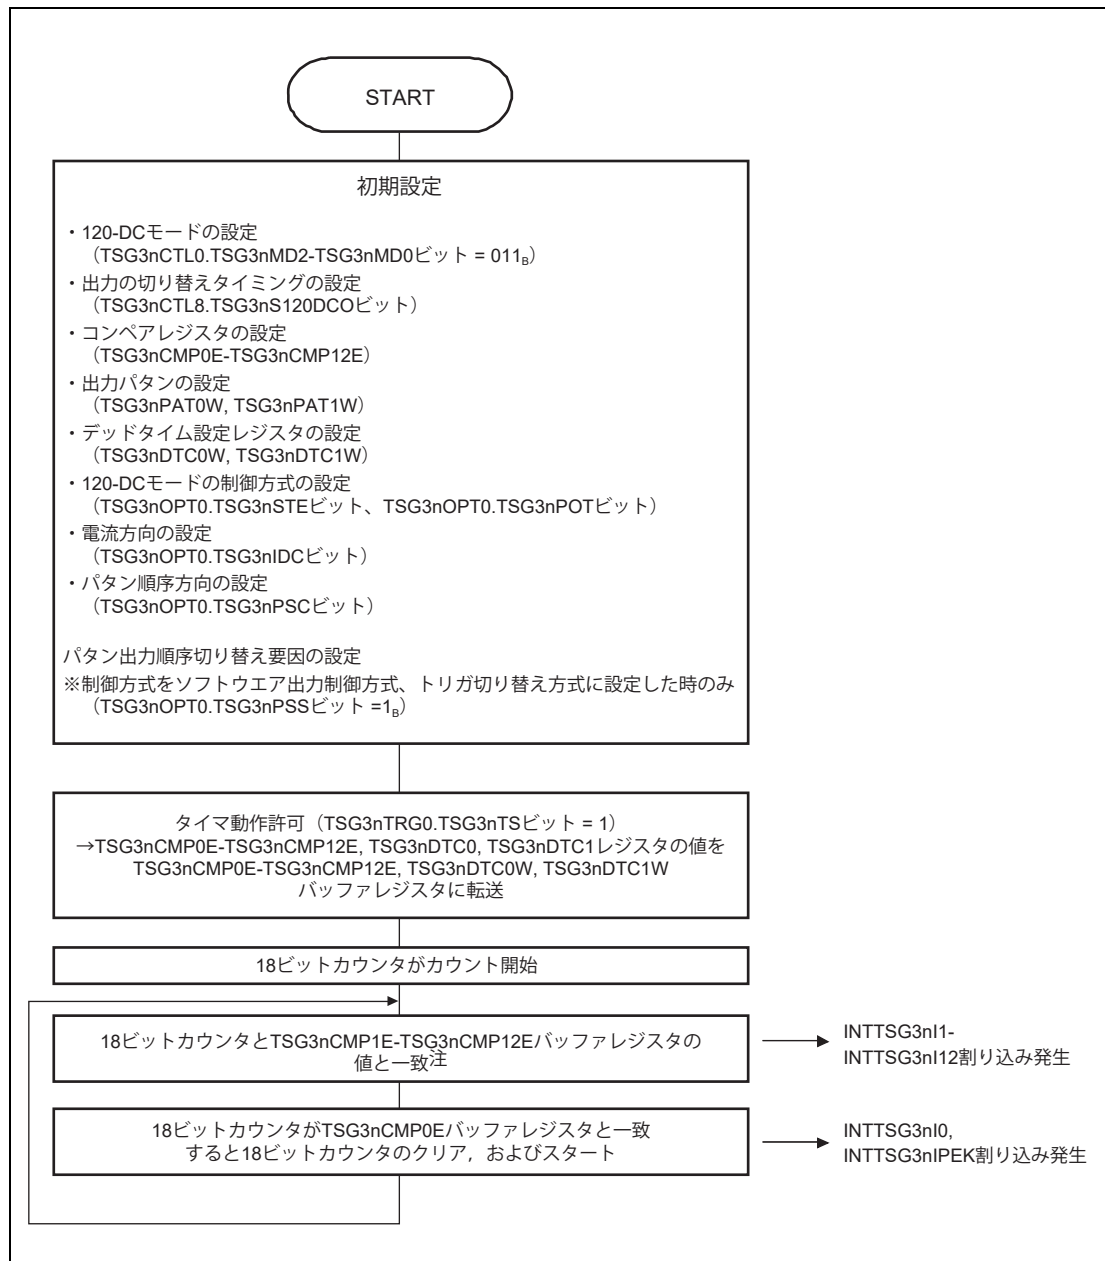 START
初期設定
・120-DCモードの設定
（TSG3nCTL0.TSG3nMD2-TSG3nMD0ビット = 011B）
・出力の切り替えタイミングの設定
（TSG3nCTL8.TSG3nS120DCOビット）
・コンペアレジスタの設定
（TSG3nCMP0E-TSG3nCMP12E）
・出力パタンの設定
（TSG3nPAT0W, TSG3nPAT1W）
・デッドタイム設定レジスタの設定
（TSG3nDTC0W, TSG3nDTC1W）
・120-DCモードの制御方式の設定
（TSG3nOPT0.TSG3nSTEビット、TSG3nOPT0.TSG3nPOTビット）
・電流方向の設定
（TSG3nOPT0.TSG3nIDCビット）
・パタン順序方向の設定
（TSG3nOPT0.TSG3nPSCビット）
パタン出力順序切り替え要因の設定
※制御方式をソフトウエア出力制御方式、トリガ切り替え方式に設定した時のみ
（TSG3nOPT0.TSG3nPSSビット =1B）
タイマ動作許可（TSG3nTRG0.TSG3nTSビット = 1）
→TSG3nCMP0E-TSG3nCMP12E, TSG3nDTC0, TSG3nDTC1レジスタの値を
TSG3nCMP0E-TSG3nCMP12E, TSG3nDTC0W, TSG3nDTC1W
バッファレジスタに転送
18ビットカウンタがカウント開始
18ビットカウンタとTSG3nCMP1E-TSG3nCMP12Eバッファレジスタの
値と一致注
INTTSG3nI1-
INTTSG3nI12割り込み発生
18ビットカウンタがTSG3nCMP0Eバッファレジスタと一致
すると18ビットカウンタのクリア，およびスタート
INTTSG3nI0,
INTTSG3nIPEK割り込み発生